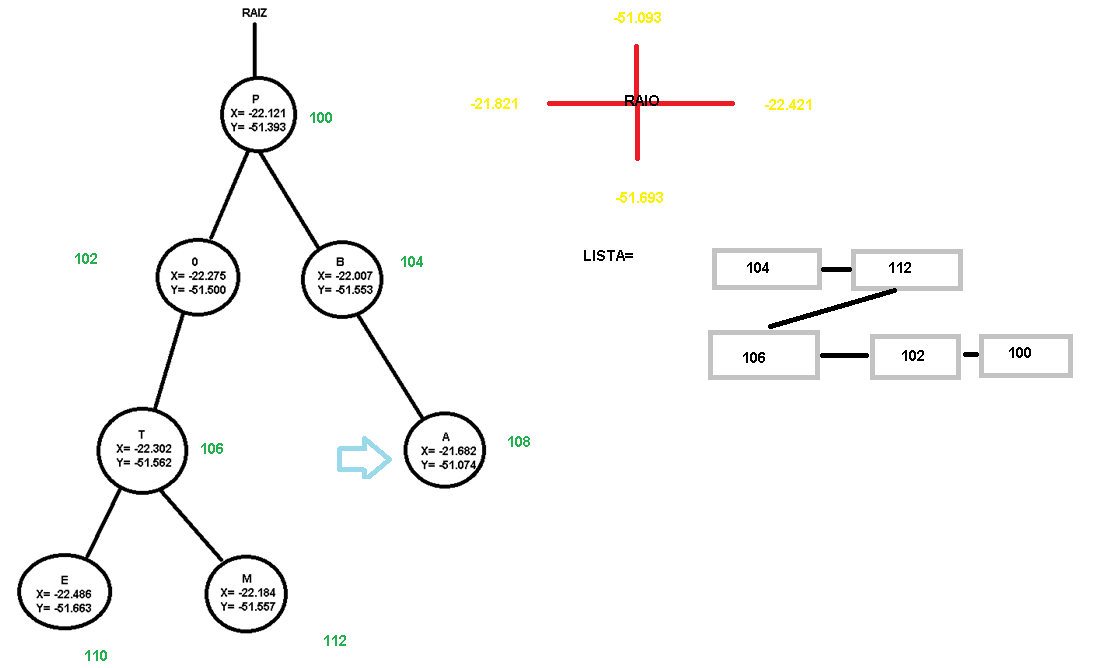 RAIZ
P
X= -22.121
Y= -51.393
100
-51.093
-21.821
RAIO
-22.421
-51.693
102
0
X= -22.275
Y= -51.500
B
X= -22.007
Y= -51.553
104
LISTA=
104
112
106
102
100
T
X= -22.302
Y= -51.562
106
A
X= -21.682
Y= -51.074
108
E
X= -22.486
Y= -51.663
110
M
X= -22.184
Y= -51.557
112